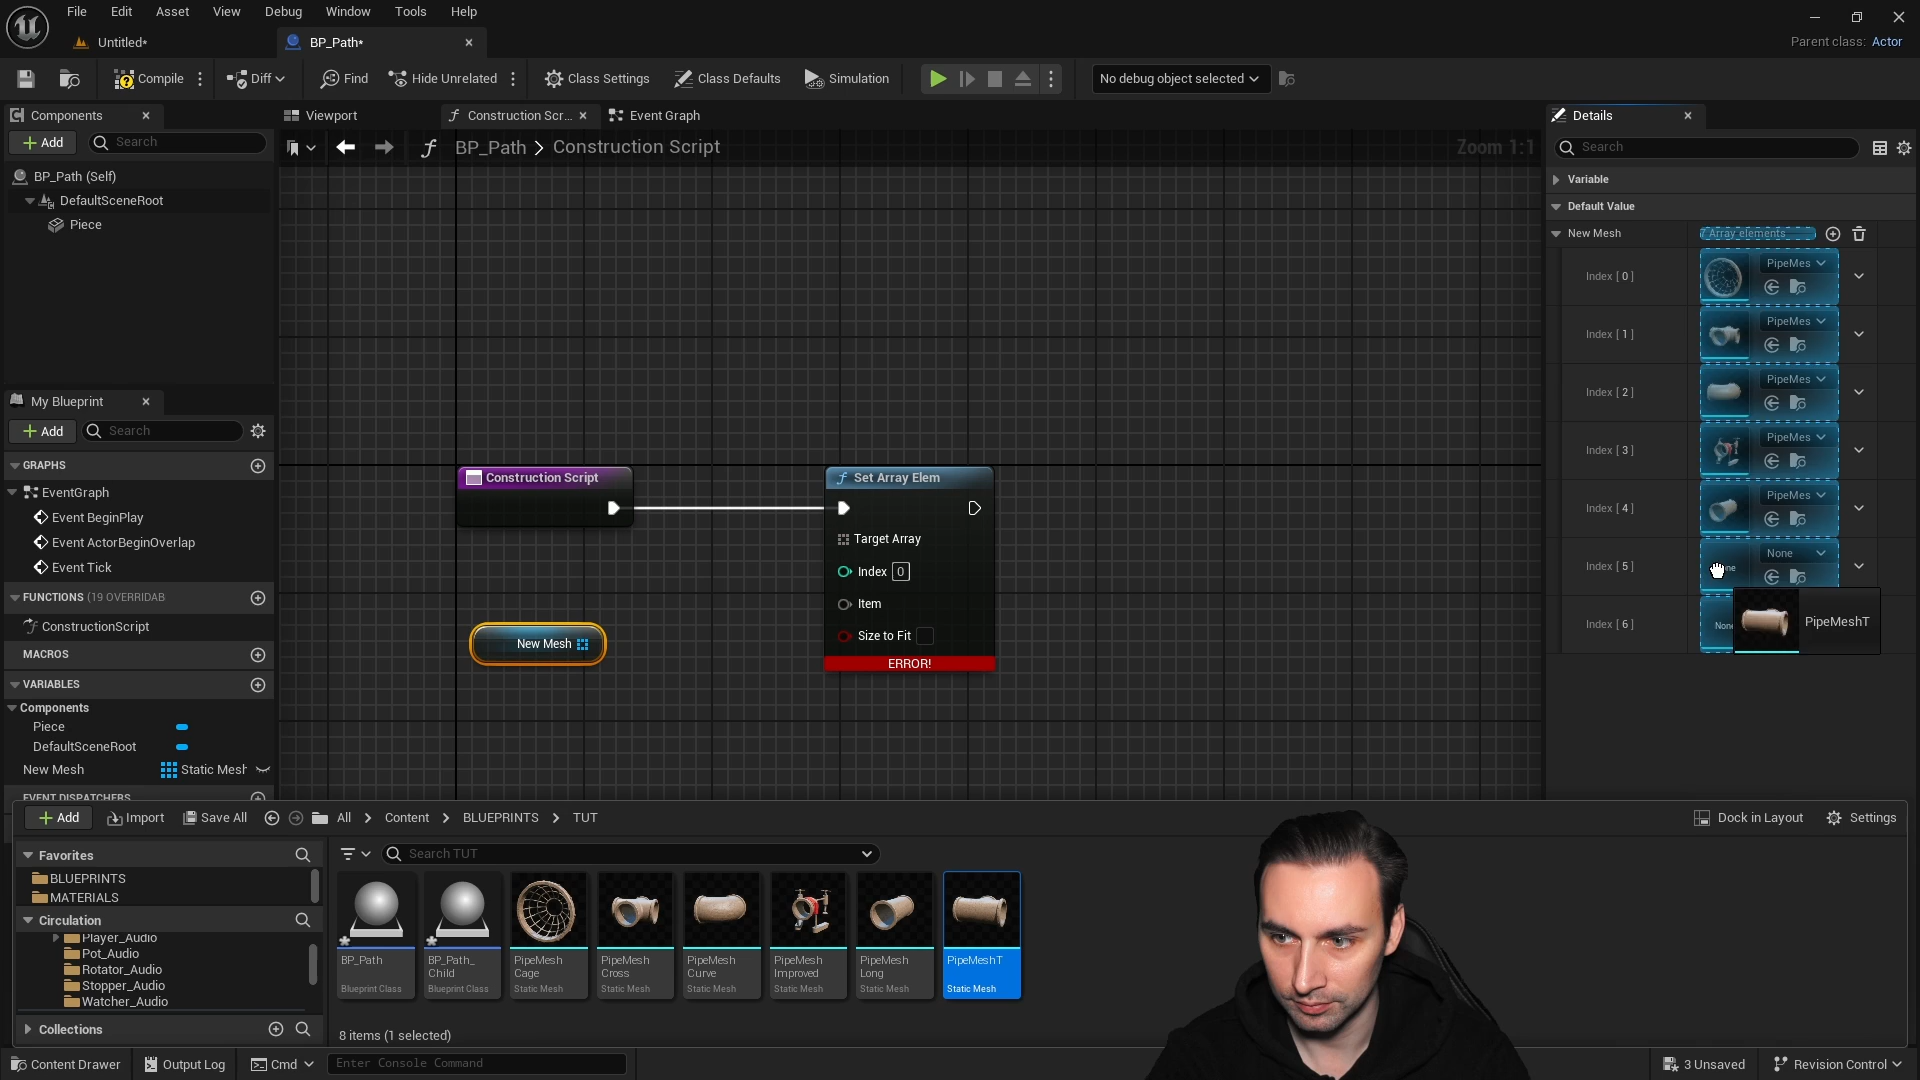 File Edit Asset View Debug Window Tools Help
Untitled*
BP_Path*
Parent class: Actor
Compile
Diff
Find
Hide Unrelated
Class Settings
Class Defaults
Simulation
No debug object selected
Components
Add
Search
BP_Path (Self)
DefaultSceneRoot
Piece
Viewport
Construction Scr...
Event Graph
BP_Path > Construction Script
Zoom 1:1
Construction Script
Set Array Elem
Target Array
Index 0
Item
Size to Fit
ERROR!
New Mesh
My Blueprint
Add
Search
GRAPHS
EventGraph
Event BeginPlay
Event ActorBeginOverlap
Event Tick
FUNCTIONS (19 OVERRIDAB
ConstructionScript
MACROS
VARIABLES
Components
Piece
DefaultSceneRoot
New Mesh Static Mesh
EVENT DISPATCHERS
Details
Search
Variable
Default Value
New Mesh 7 Array elements
Index [ 0 ] PipeMes
Index [ 1 ] PipeMes
Index [ 2 ] PipeMes
Index [ 3 ] PipeMes
Index [ 4 ] PipeMes
Index [ 5 ] None
Index [ 6 ] None
PipeMeshT
Add Import Save All All > Content > BLUEPRINTS > TUT
Dock in Layout Settings
Favorites
BLUEPRINTS
MATERIALS
Circulation
Player_Audio
Pot_Audio
Rotator_Audio
Stopper_Audio
Watcher_Audio
Collections
Search TUT
BP_Path
Blueprint Class
BP_Path_
Child
Blueprint Class
PipeMesh
Cage
Static Mesh
PipeMesh
Cross
Static Mesh
PipeMesh
Curve
Static Mesh
PipeMesh
Improved
Static Mesh
PipeMesh
Long
Static Mesh
PipeMeshT
Static Mesh
8 items (1 selected)
Content Drawer
Output Log
Cmd
Enter Console Command
3 Unsaved
Revision Control